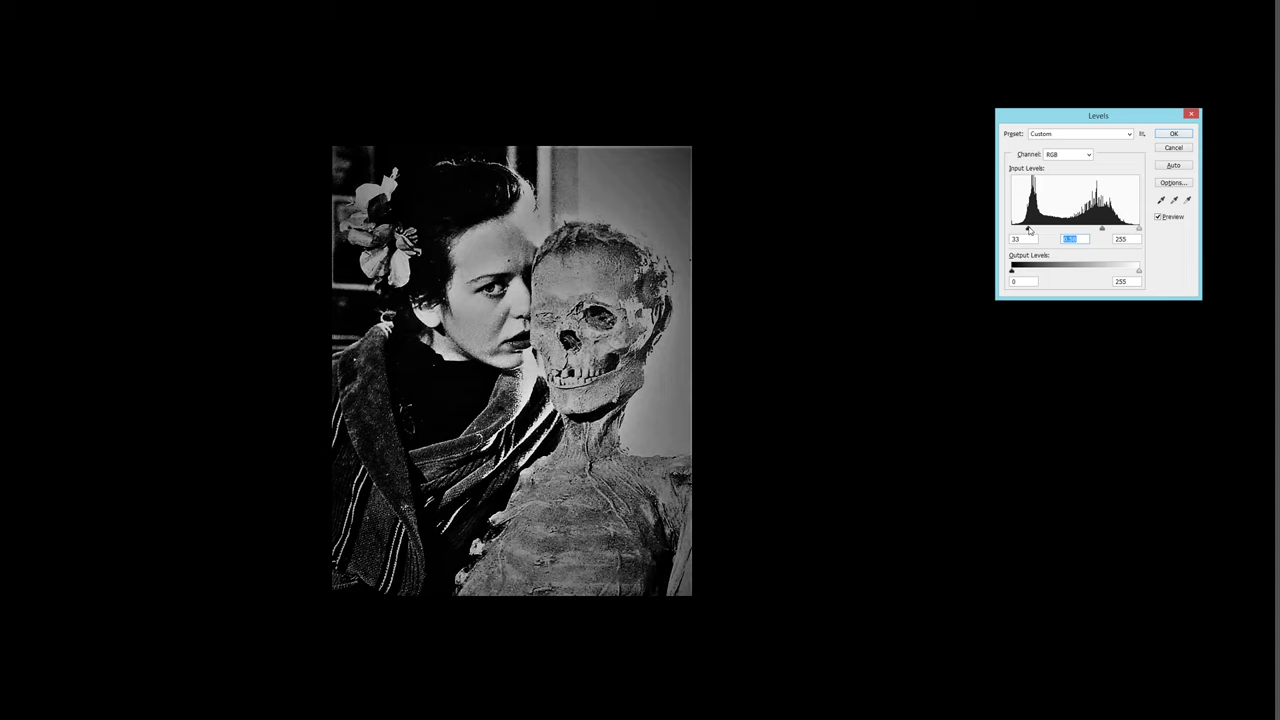 Levels
Preset: Custom
OK
Cancel
Channel: RGB
Auto
Input Levels:
Options...
Preview
33
255
Output Levels:
0
255